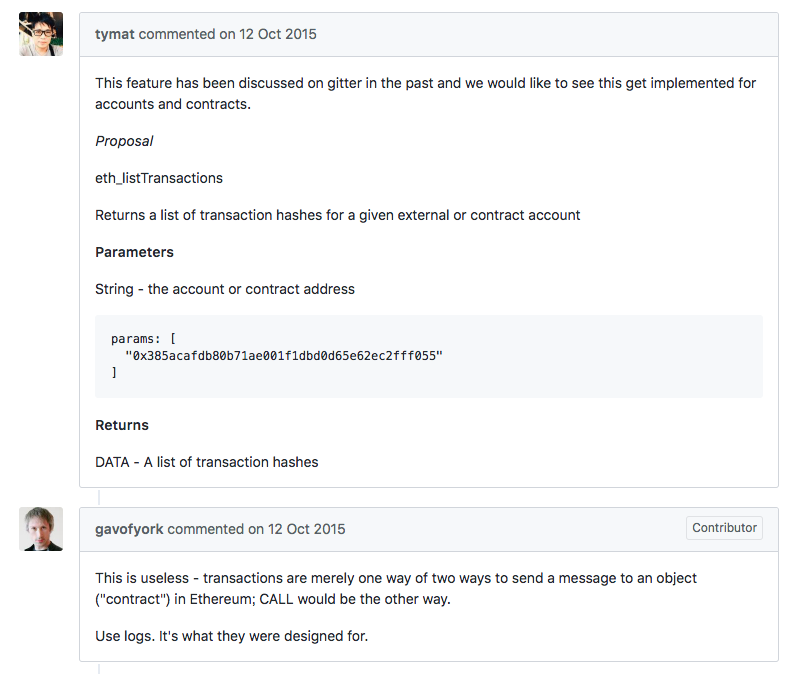 tymat commented on 12 Oct 2015
This feature has been discussed on gitter in the past and we would like to see this get implemented for
accounts and contracts.
Proposal
eth_listTransactions
Returns a list of transaction hashes for a given external or contract account
Parameters
String - the account or contract address
params: [
"0x385acafdb80b71ae001f1dbd0d65e62ec2fff055"
]
Returns
DATA - A list of transaction hashes
gavofyork commented on 12 Oct 2015
Contributor
This is useless - transactions are merely one way of two ways to send a message to an object
("contract") in Ethereum; CALL would be the other way.
Use logs. It's what they were designed for.